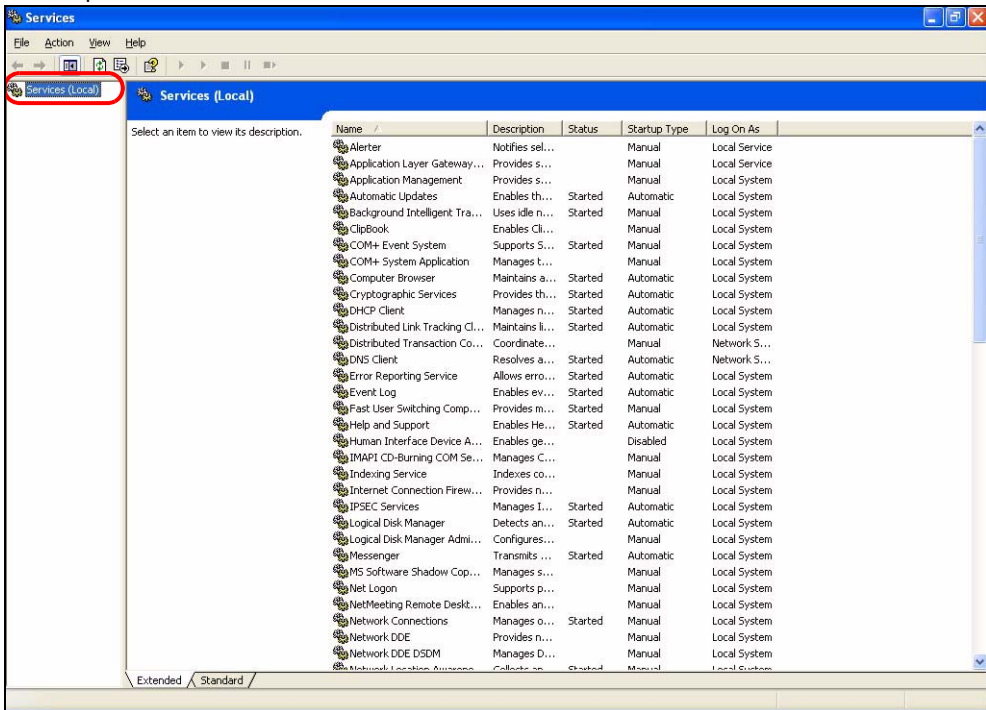 Services
File Action View Help
Services (Local)
Services (Local)
Select an item to view its description.
Name Description Status Startup Type Log On As
Alerter Notifies sel... Manual Local Service
Application Layer Gateway... Provides s... Manual Local Service
Application Management Provides s... Manual Local System
Automatic Updates Enables th... Started Automatic Local System
Background Intelligent Tra... Uses idle n... Started Manual Local System
ClipBook Enables Cli... Manual Local System
COM+ Event System Supports S... Started Manual Local System
COM+ System Application Manages t... Manual Local System
Computer Browser Maintains a... Started Automatic Local System
Cryptographic Services Provides th... Started Automatic Local System
DHCP Client Manages n... Started Automatic Local System
Distributed Link Tracking Cl... Maintains li... Started Automatic Local System
Distributed Transaction Co... Coordinate... Manual Network S...
DNS Client Resolves a... Started Automatic Network S...
Error Reporting Service Allows erro... Started Automatic Local System
Event Log Enables ev... Started Automatic Local System
Fast User Switching Comp... Provides m... Started Manual Local System
Help and Support Enables He... Started Automatic Local System
Human Interface Device A... Enables ge... Disabled Local System
IMAPI CD-Burning COM Se... Manages C... Manual Local System
Indexing Service Indexes co... Manual Local System
Internet Connection Firew... Provides n... Manual Local System
IPSEC Services Manages I... Started Automatic Local System
Logical Disk Manager Detects an... Started Automatic Local System
Logical Disk Manager Admi... Configures... Manual Local System
Messenger Transmits ... Started Automatic Local System
MS Software Shadow Cop... Manages s... Manual Local System
Net Logon Supports p... Manual Local System
NetMeeting Remote Deskt... Enables an... Manual Local System
Network Connections Manages o... Started Manual Local System
Network DDE Provides n... Manual Local System
Network DDE DSDM Manages D... Manual Local System
Network Location Awarene... Collects an... Started Manual Local System
Extended Standard